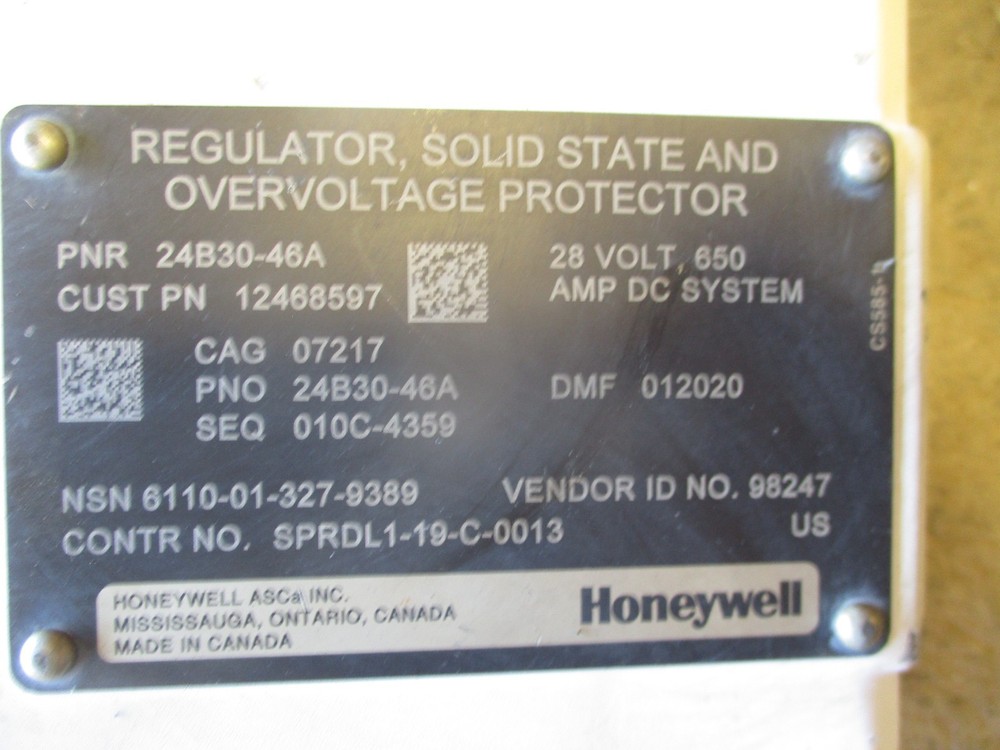 REGULATOR, SOLID STATE AND
OVERVOLTAGE PROTECTOR
PNR 24B30-46A
CUST PN 12468597
28 VOLT, 650
AMP DC SYSTEM
CAG 07217
PNO 24B30-46A
SEQ 010C-4359
DMF 012020
NSN 6110-01-327-9389
VENDOR ID NO. 98247
CONTR NO. SPRDL1-19-C-0013
US
HONEYWELL ASCa INC.
MISSISSAUGA, ONTARIO, CANADA
MADE IN CANADA
Honeywell